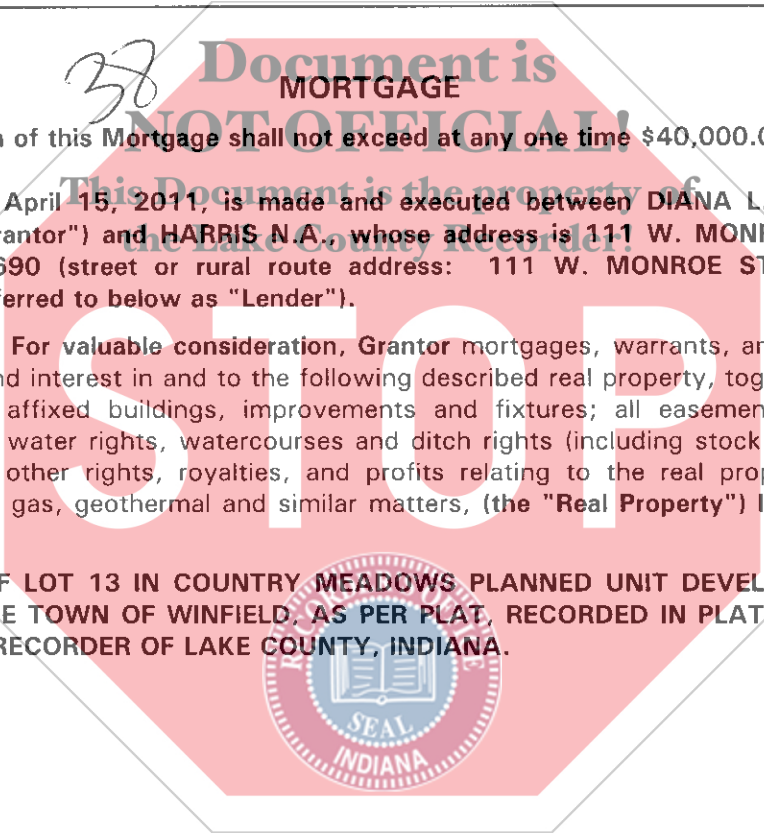 38
Document is
MORTGAGE
NOT OFFICIAL!
of this Mortgage shall not exceed at any one time $40,000.0
This Document is the property of
April 15, 2011, is made and executed between DIANA L
rantor") and HARRIS N.A., whose address is 111 W. MON
the Lake County Recorder!
690 (street or rural route address: 111 W. MONROE ST
ferred to below as "Lender").
For valuable consideration, Grantor mortgages, warrants, an
nd interest in and to the following described real property, tog
affixed buildings, improvements and fixtures; all easemen
water rights, watercourses and ditch rights (including stock
other rights, royalties, and profits relating to the real prop
gas, geothermal and similar matters, (the "Real Property") l
STOP
F LOT 13 IN COUNTRY MEADOWS PLANNED UNIT DEVEL
E TOWN OF WINFIELD, AS PER PLAT, RECORDED IN PLAT
RECORDER OF LAKE COUNTY, INDIANA.
SEAL
INDIANA